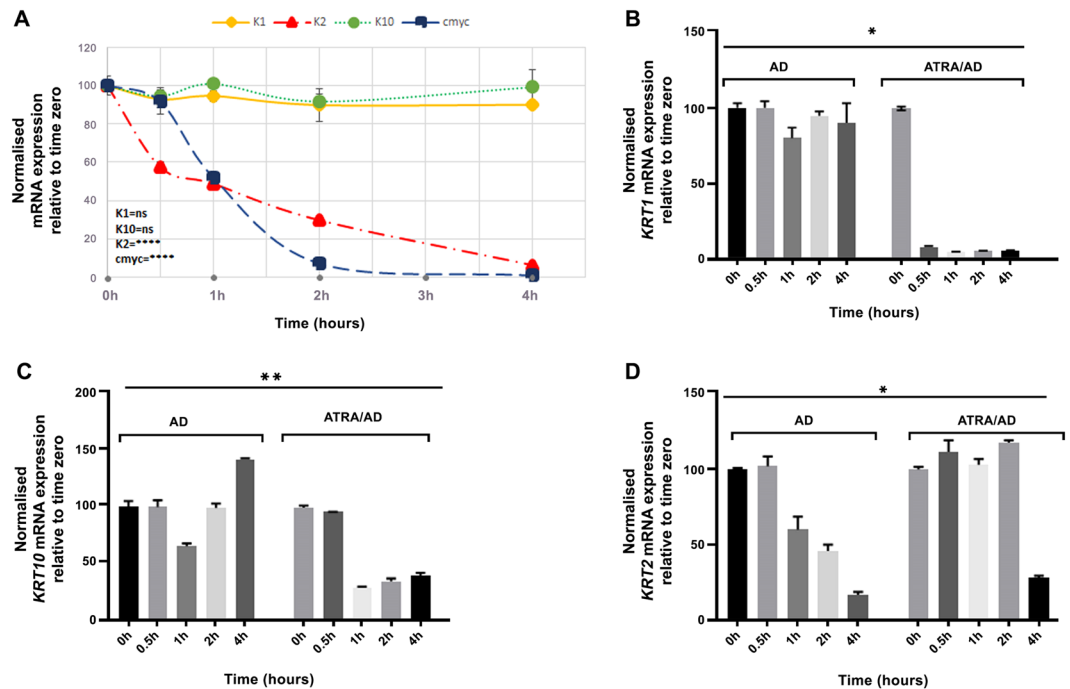 A
K1 K2 K10 cmyc
Normalised
mRNA expression
relative to time zero
120
100
80
60
40
20
0
K1=ns
K10=ns
K2=****
cmyc=****
0h 1h 2h 3h 4h
Time (hours)
B
*
AD ATRA/AD
Normalised
KRT1 mRNA expression
relative to time zero
150
100
50
0
0h 0.5h 1h 2h 4h 0h 0.5h 1h 2h 4h
Time (hours)
C
**
AD ATRA/AD
Normalised
KRT10 mRNA expression
relative to time zero
200
150
100
50
0
0h 0.5h 1h 2h 4h 0h 0.5h 1h 2h 4h
Time (hours)
D
*
AD ATRA/AD
Normalised
KRT2 mRNA expression
relative to time zero
150
100
50
0
0h 0.5h 1h 2h 4h 0h 0.5h 1h 2h 4h
Time (hours)